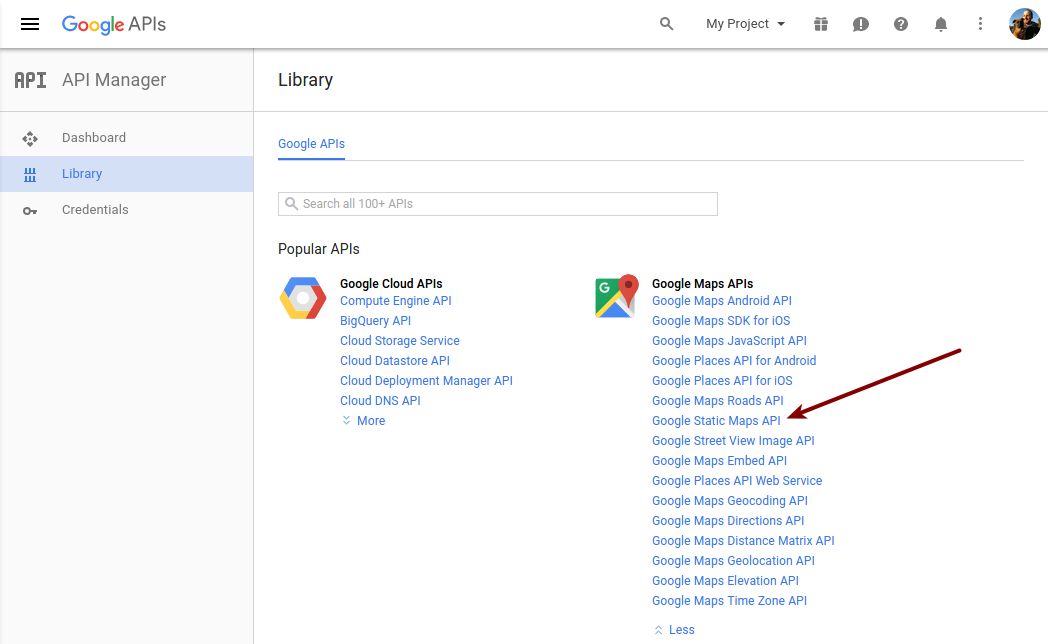 Google APIs
My Project
API API Manager
Library
Dashboard
Library
Credentials
Google APIs
Search all 100+ APIs
Popular APIs
Google Cloud APIs
Compute Engine API
BigQuery API
Cloud Storage Service
Cloud Datastore API
Cloud Deployment Manager API
Cloud DNS API
More
G
Google Maps APIs
Google Maps Android API
Google Maps SDK for iOS
Google Maps JavaScript API
Google Places API for Android
Google Places API for iOS
Google Maps Roads API
Google Static Maps API
Google Street View Image API
Google Maps Embed API
Google Places API Web Service
Google Maps Geocoding API
Google Maps Directions API
Google Maps Distance Matrix API
Google Maps Geolocation API
Google Maps Elevation API
Google Maps Time Zone API
Less